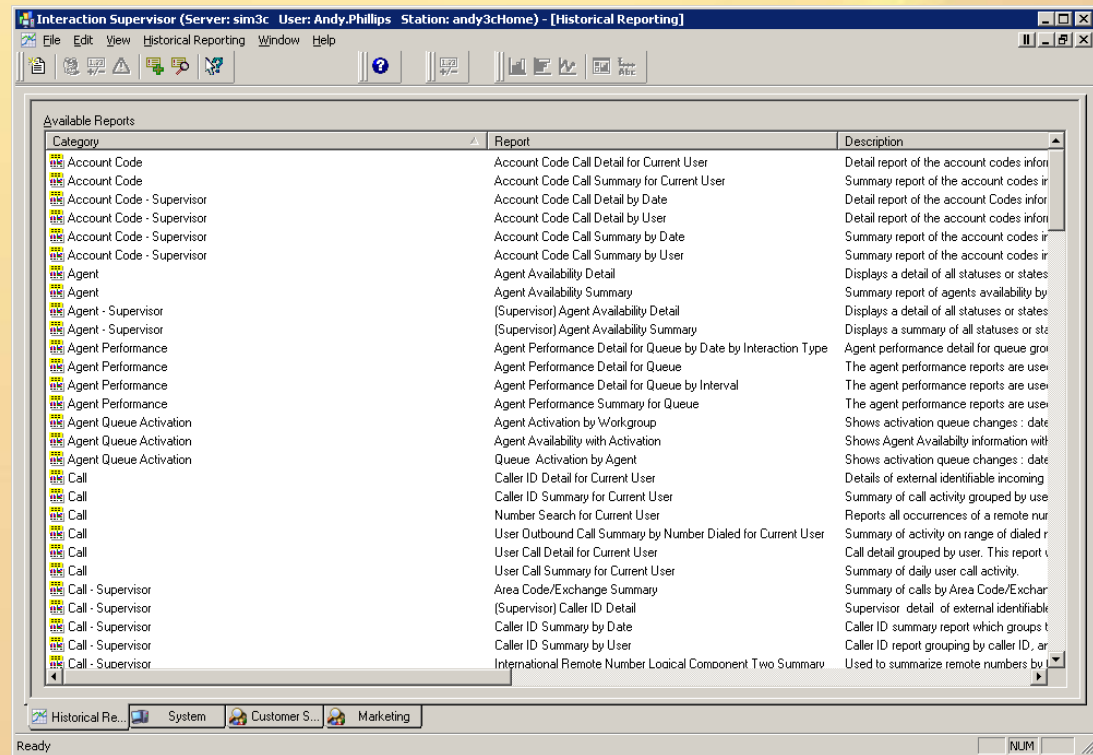 Interaction Supervisor (Server: sim3c User: Andy.Phillips Station: andy3cHome) - [Historical Reporting]
File Edit View Historical Reporting Window Help
Available Reports
Category Report Description
Account Code Account Code Call Detail for Current User Detail report of the account codes inforn
Account Code Account Code Call Summary for Current User Summary report of the account codes ir
Account Code - Supervisor Account Code Call Detail by Date Detail report of the account Codes infor
Account Code - Supervisor Account Code Call Detail by User Detail report of the account codes inforn
Account Code - Supervisor Account Code Call Summary by Date Summary report of the account codes ir
Account Code - Supervisor Account Code Call Summary by User Summary report of the account codes ir
Agent Agent Availability Detail Displays a detail of all statuses or states
Agent Agent Availability Summary Summary report of agents availability by
Agent - Supervisor (Supervisor) Agent Availability Detail Displays a detail of all statuses or states
Agent - Supervisor (Supervisor) Agent Availability Summary Displays a summary of all statuses or sta
Agent Performance Agent Performance Detail for Queue by Date by Interaction Type Agent performance detail for queue grou
Agent Performance Agent Performance Detail for Queue The agent performance reports are use
Agent Performance Agent Performance Detail for Queue by Interval The agent performance reports are use
Agent Performance Agent Performance Summary for Queue The agent performance reports are use
Agent Queue Activation Agent Activation by Workgroup Shows activation queue changes : date
Agent Queue Activation Agent Availability with Activation Shows Agent Availabilty information with
Agent Queue Activation Queue Activation by Agent Shows activation queue changes : date
Call Caller ID Detail for Current User Details of external identifiable incoming
Call Caller ID Summary for Current User Summary of call activity grouped by use
Call Number Search for Current User Reports all occurrences of a remote nur
Call User Outbound Call Summary by Number Dialed for Current User Summary of activity on range of dialed r
Call User Call Detail for Current User Call detail grouped by user. This report
Call User Call Summary for Current User Summary of daily user call activity.
Call - Supervisor Area Code/Exchange Summary Summary of calls by Area Code/Exchar
Call - Supervisor (Supervisor) Caller ID Detail Supervisor detail of external identifiable
Call - Supervisor Caller ID Summary by Date Caller ID summary report which groups
Call - Supervisor Caller ID Summary by User Caller ID report grouping by caller ID, ar
Call - Supervisor International Remote Number Logical Component Two Summary Used to summarize remote numbers by
Historical Re... System Customer S... Marketing
Ready NUM